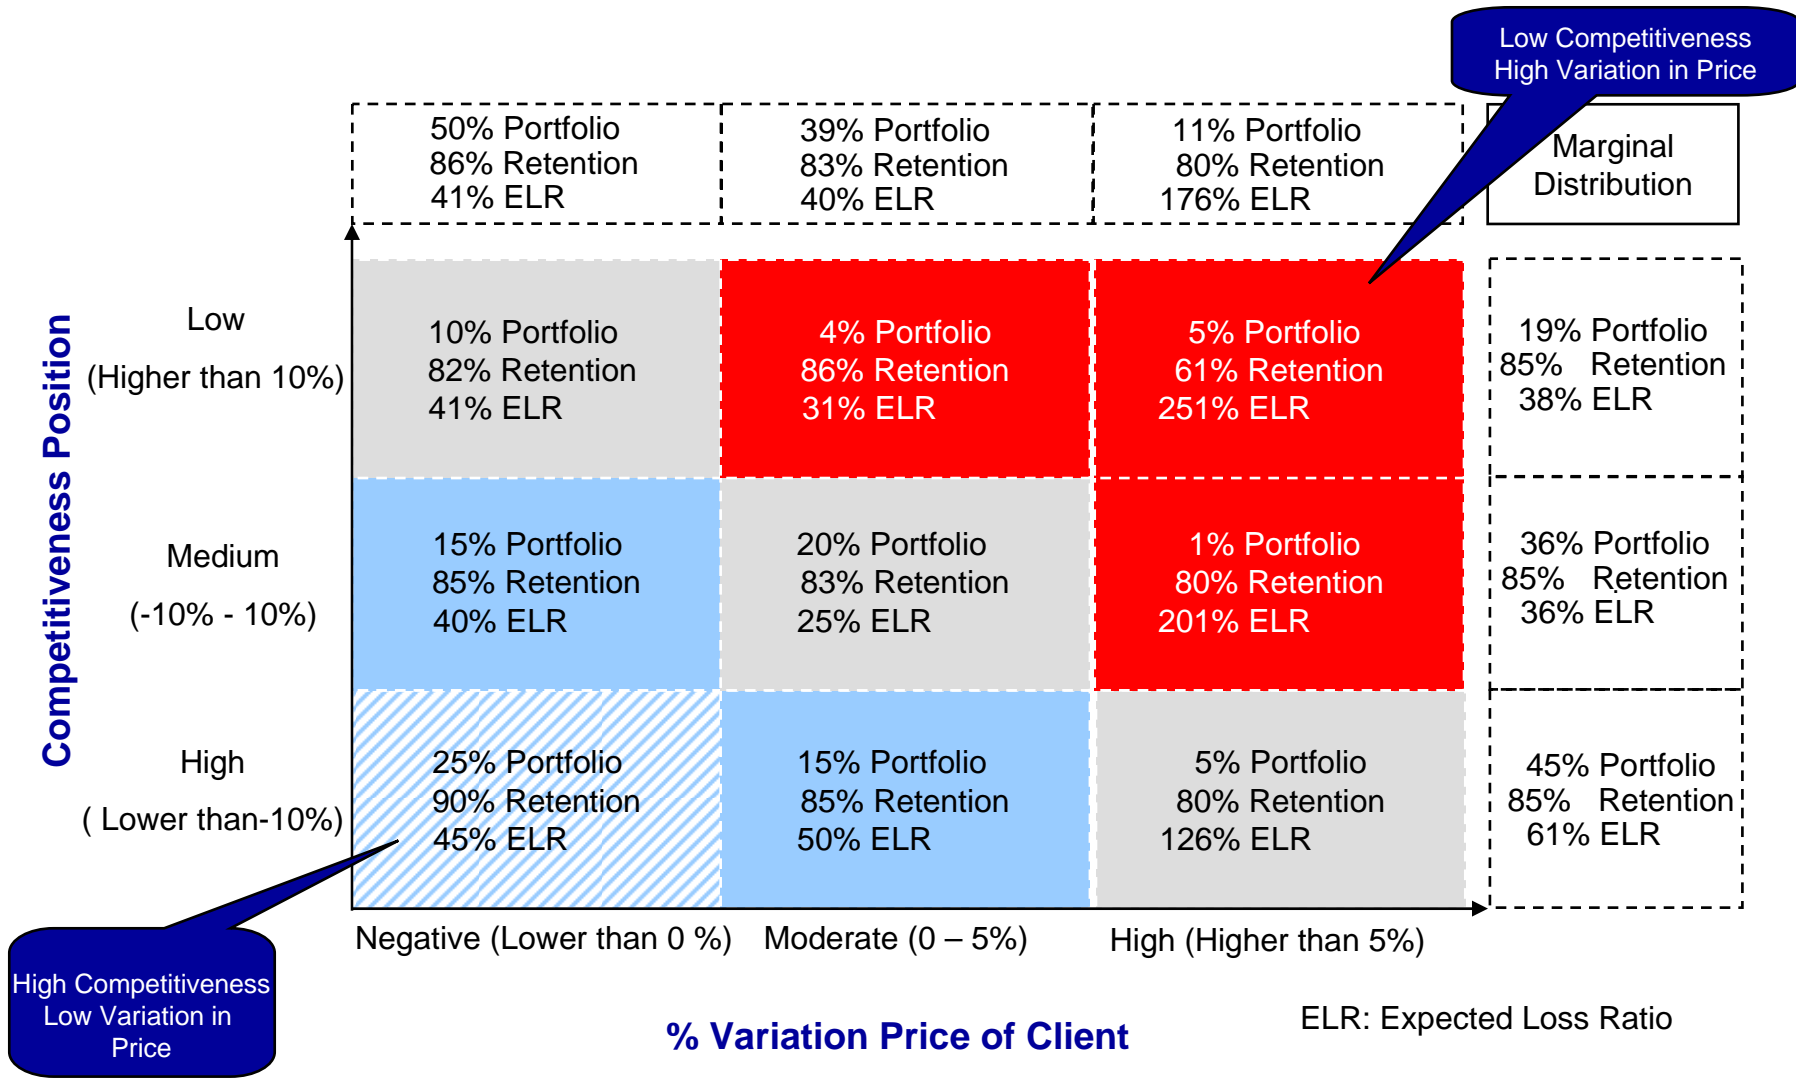 Low Competitiveness
High Variation in Price
50% Portfolio
86% Retention
41% ELR
39% Portfolio
83% Retention
40% ELR
11% Portfolio
80% Retention
176% ELR
Marginal
Distribution
Competitiveness Position
Low
(Higher than 10%)
10% Portfolio
82% Retention
41% ELR
4% Portfolio
86% Retention
31% ELR
5% Portfolio
61% Retention
251% ELR
19% Portfolio
85% Retention
38% ELR
Medium
(-10% - 10%)
15% Portfolio
85% Retention
40% ELR
20% Portfolio
83% Retention
25% ELR
1% Portfolio
80% Retention
201% ELR
36% Portfolio
85% Retention
36% ELR
High
( Lower than-10%)
25% Portfolio
90% Retention
45% ELR
15% Portfolio
85% Retention
50% ELR
5% Portfolio
80% Retention
126% ELR
45% Portfolio
85% Retention
61% ELR
Negative (Lower than 0 %)
Moderate (0 – 5%)
High (Higher than 5%)
High Competitiveness
Low Variation in
Price
% Variation Price of Client
ELR: Expected Loss Ratio